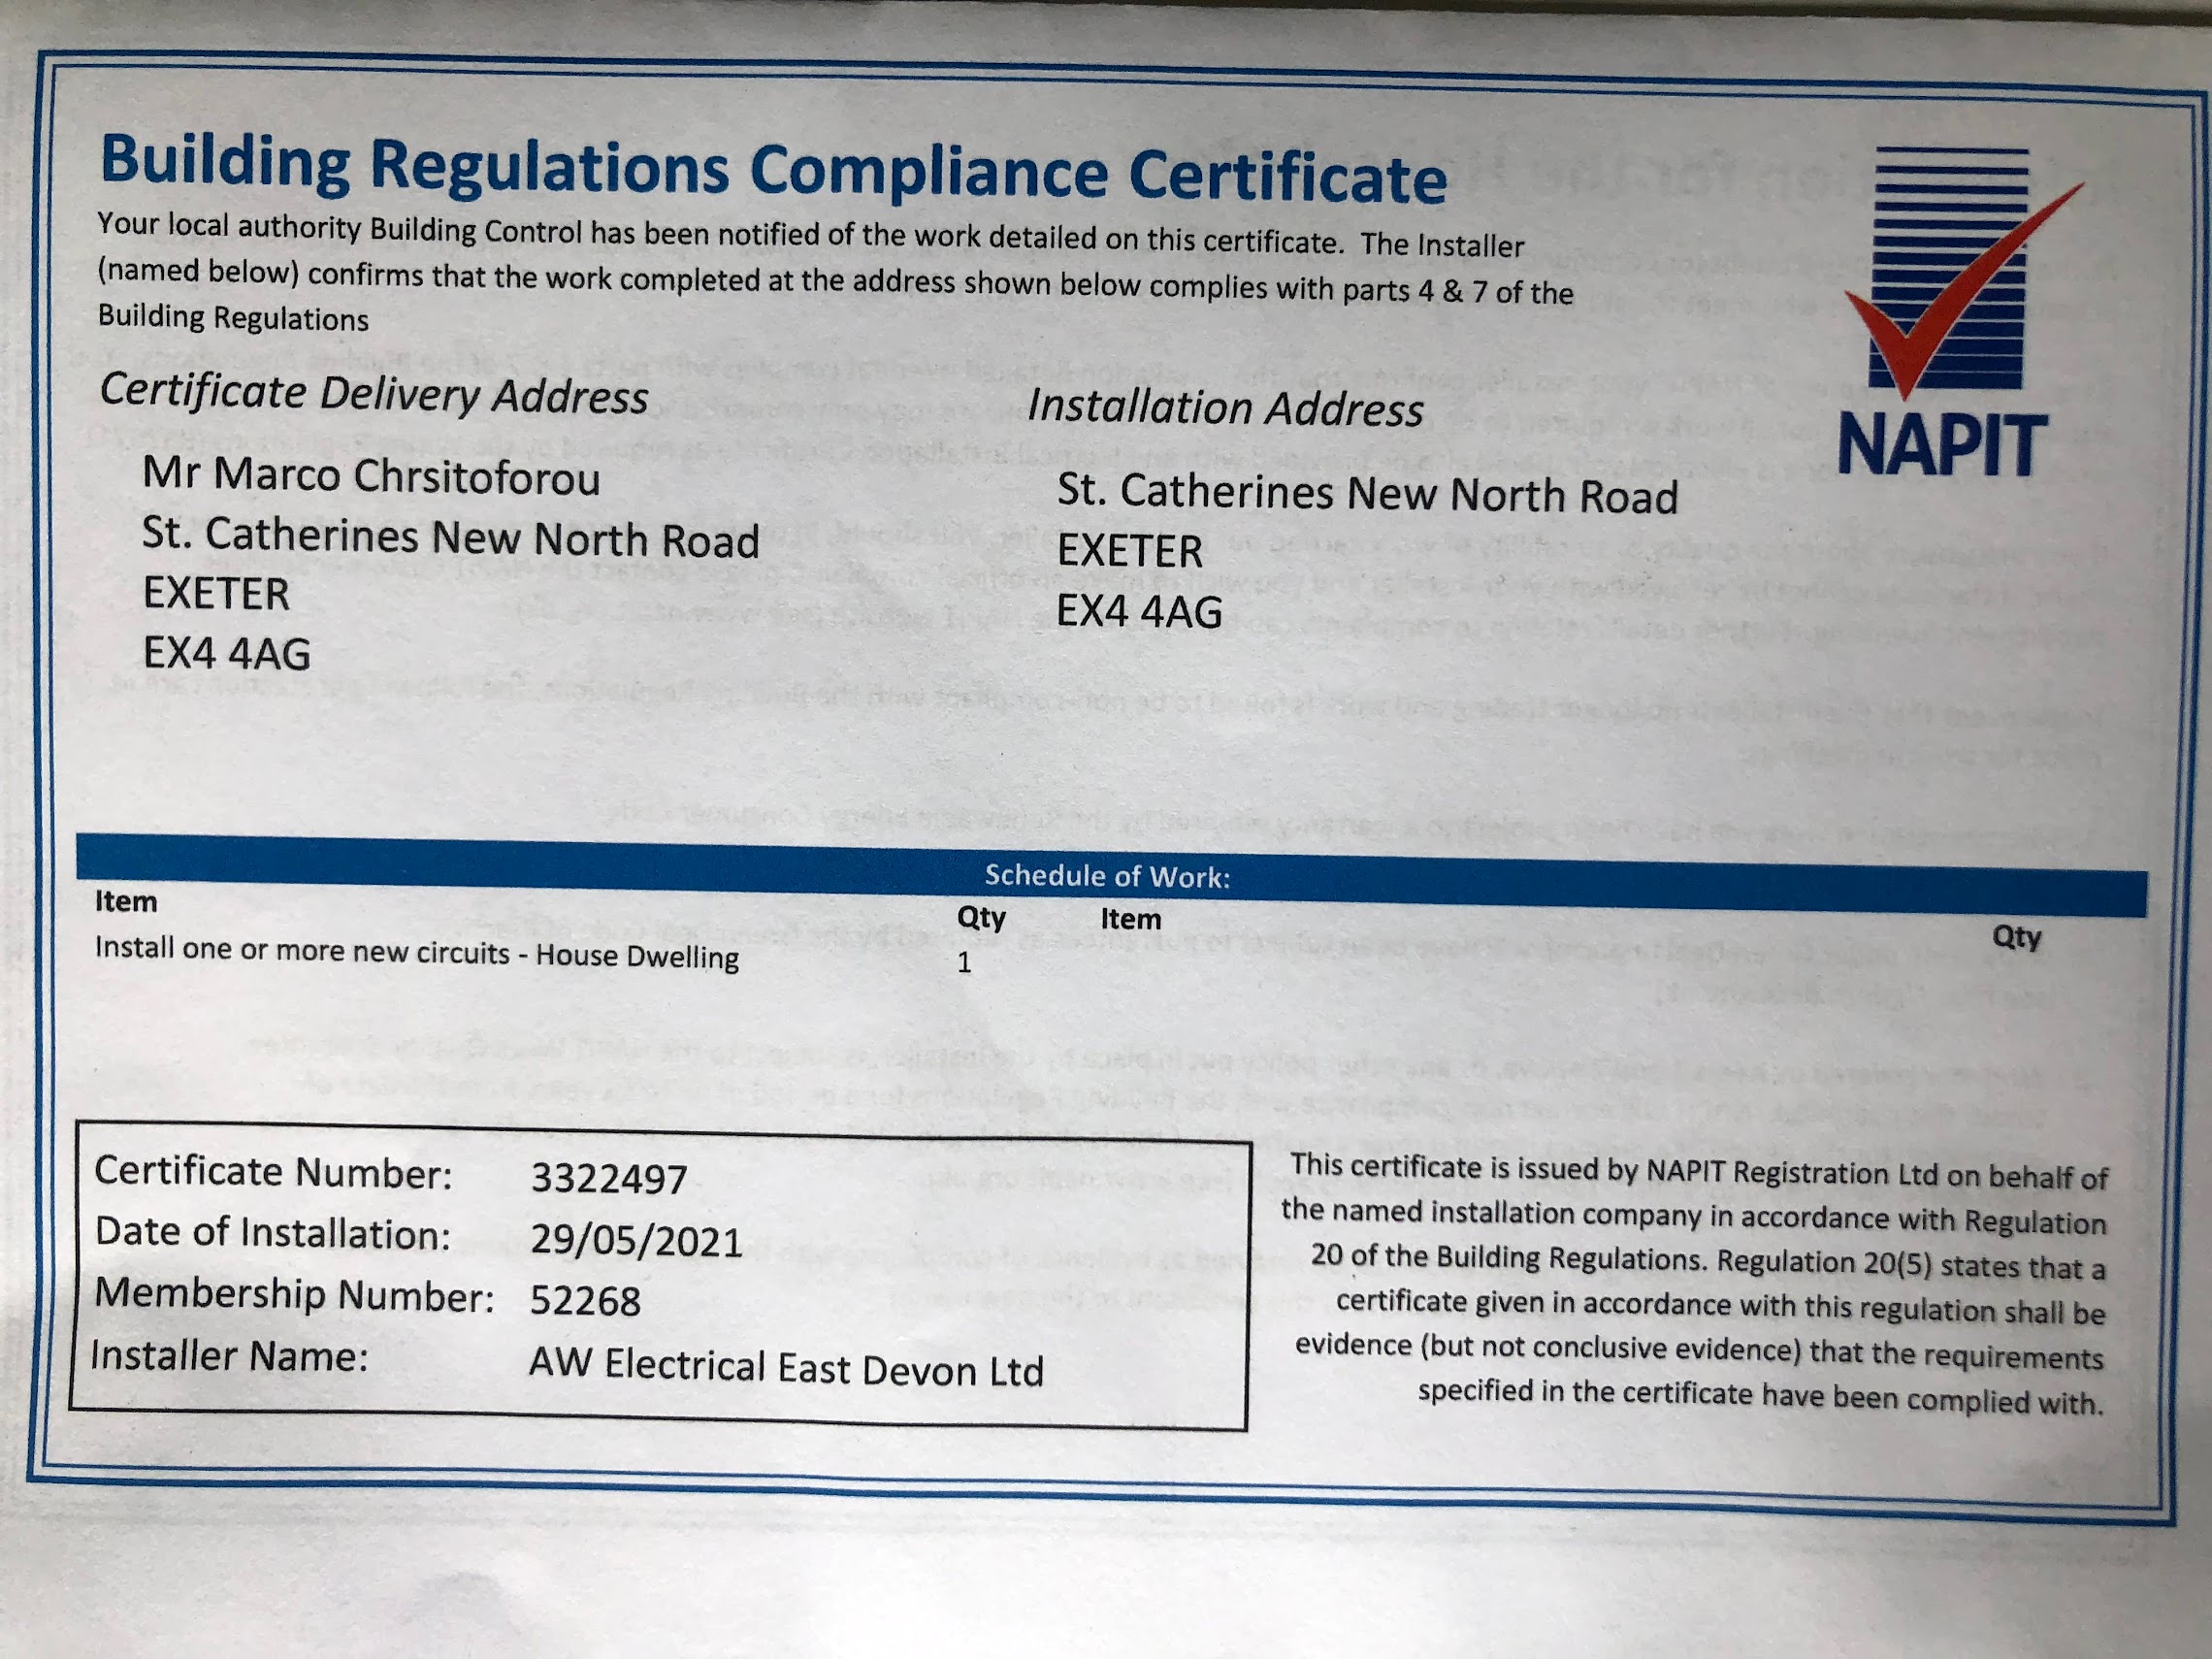 Building Regulations Compliance Certificate
Your local authority Building Control has been notified of the work detailed on this certificate. The Installer
(named below) confirms that the work completed at the address shown below complies with parts 4 & 7 of the
Building Regulations
NAPIT
Certificate Delivery Address
Mr Marco Chrsitoforou
St. Catherines New North Road
EXETER
EX4 4AG
Installation Address
St. Catherines New North Road
EXETER
EX4 4AG
Schedule of Work:
Item Qty Item Qty
Install one or more new circuits - House Dwelling 1
Certificate Number: 3322497
Date of Installation: 29/05/2021
Membership Number: 52268
Installer Name: AW Electrical East Devon Ltd
This certificate is issued by NAPIT Registration Ltd on behalf of
the named installation company in accordance with Regulation
20 of the Building Regulations. Regulation 20(5) states that a
certificate given in accordance with this regulation shall be
evidence (but not conclusive evidence) that the requirements
specified in the certificate have been complied with.